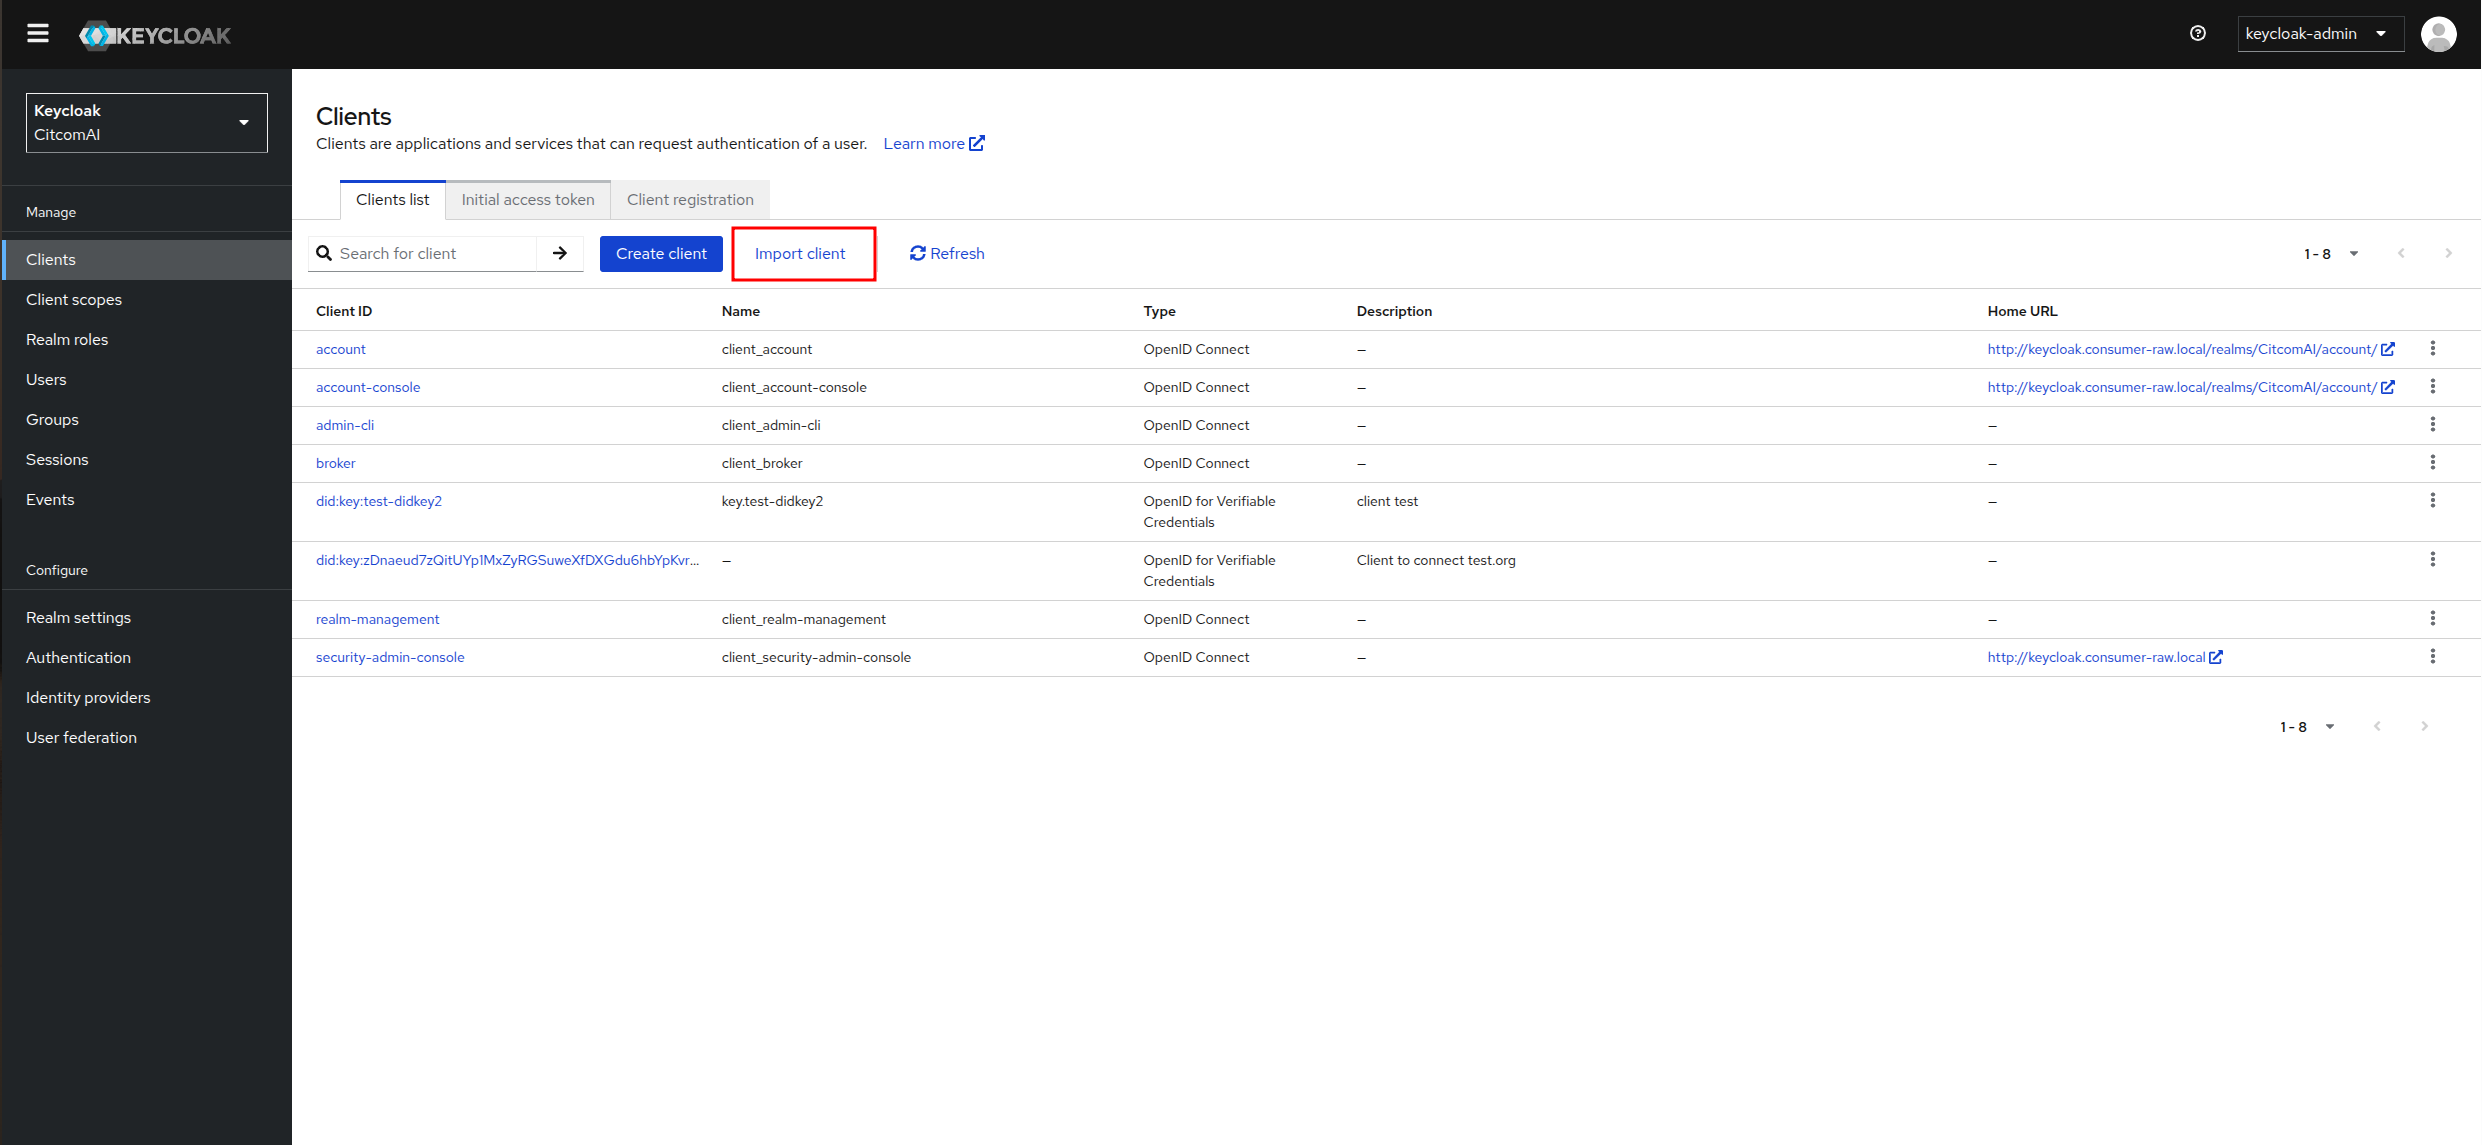 KEYCLOAK
keycloak-admin
Keycloak
CitcomAI
Manage
Clients
Client scopes
Realm roles
Users
Groups
Sessions
Events
Configure
Realm settings
Authentication
Identity providers
User federation
Clients
Clients are applications and services that can request authentication of a user. Learn more
Clients list Initial access token Client registration
Search for client Create client Import client Refresh 1 - 8
Client ID Name Type Description Home URL
account client_account OpenID Connect – http://keycloak.consumer-raw.local/realms/CitcomAI/account/
account-console client_account-console OpenID Connect – http://keycloak.consumer-raw.local/realms/CitcomAI/account/
admin-cli client_admin-cli OpenID Connect – –
broker client_broker OpenID Connect – –
did:key:test-didkey2 key.test-didkey2 OpenID for Verifiable Credentials client test –
did:key:zDnaeud7zQitUYp1MxZyRGSuweXfDXGdu6hbYpKvr... – OpenID for Verifiable Credentials Client to connect test.org –
realm-management client_realm-management OpenID Connect – –
security-admin-console client_security-admin-console OpenID Connect – http://keycloak.consumer-raw.local
1 - 8